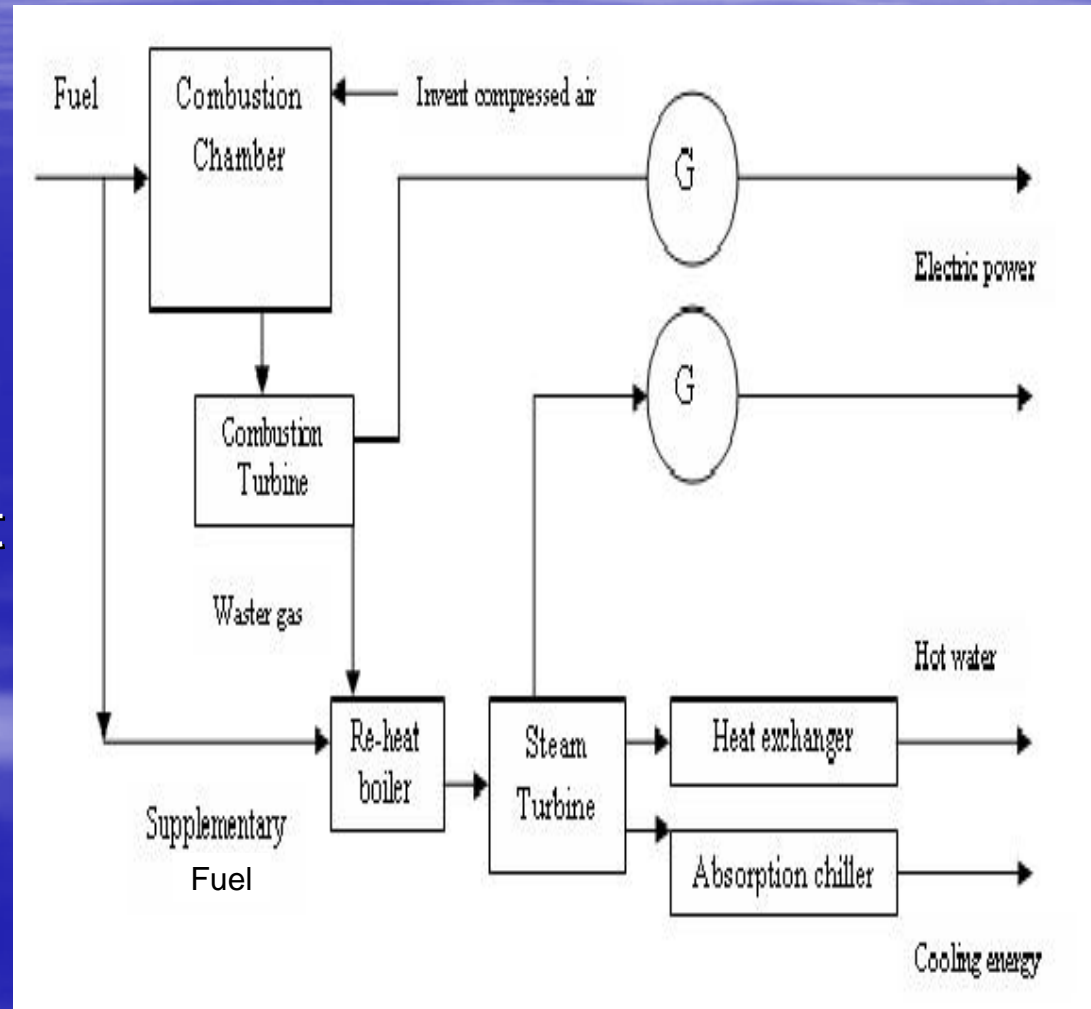 Fuel
Combustion
Chamber
Invent compressed air
G
Electric power
G
Combustion
Turbine
Waster gas
Hot water
Re-heat
boiler
Steam
Turbine
Heat exchanger
Supplementary
Fuel
Absorption chiller
Cooling energy